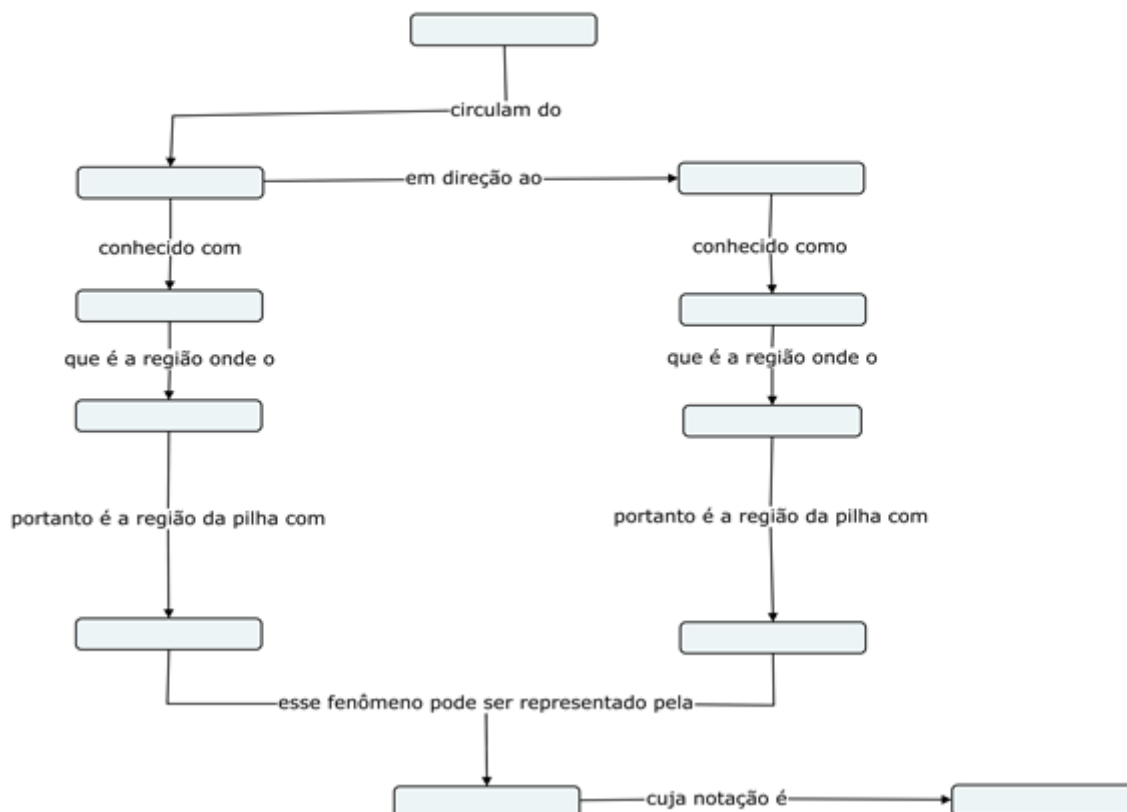 circulam do
em direção ao
conhecido com
conhecido como
que é a região onde o
que é a região onde o
portanto é a região da pilha com
portanto é a região da pilha com
esse fenômeno pode ser representado pela
cuja notação é